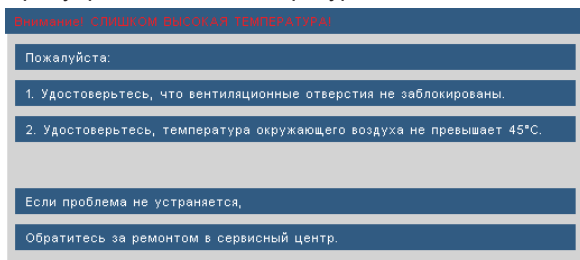 Внимание! СЛИШКОМ ВЫСОКАЯ ТЕМПЕРАТУРА!
Пожалуйста:
1. Удостоверьтесь, что вентиляционные отверстия не заблокированы.
2. Удостоверьтесь, температура окружающего воздуха не превышает 45°C.
Если проблема не устраняется,
Обратитесь за ремонтом в сервисный центр.